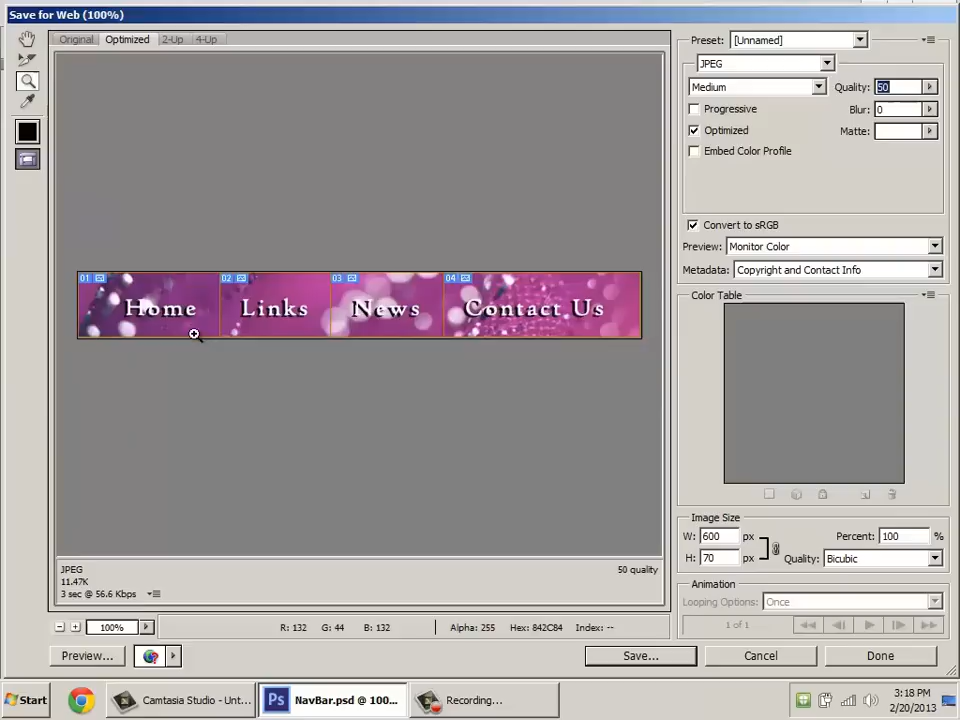 Save for Web (100%)
Original Optimized 2-Up 4-Up
Preset: [Unnamed]
JPEG
Medium Quality: 50
Progressive Blur: 0
Optimized Matte:
Embed Color Profile
Convert to sRGB
Preview: Monitor Color
Metadata: Copyright and Contact Info
Color Table
01 02 03 04
Home Links News Contact Us
Image Size
W: 600 px Percent: 100 %
H: 70 px Quality: Bicubic
JPEG 50 quality
11.47K
3 sec @ 56.6 Kbps
Animation
Looping Options: Once
1 of 1
100% R: 132 G: 44 B: 132 Alpha: 255 Hex: 842C84 Index: --
Preview... Save... Cancel Done
Start Camtasia Studio - Unt... Ps NavBar.psd @ 100... Recording... 3:18 PM
2/20/2013